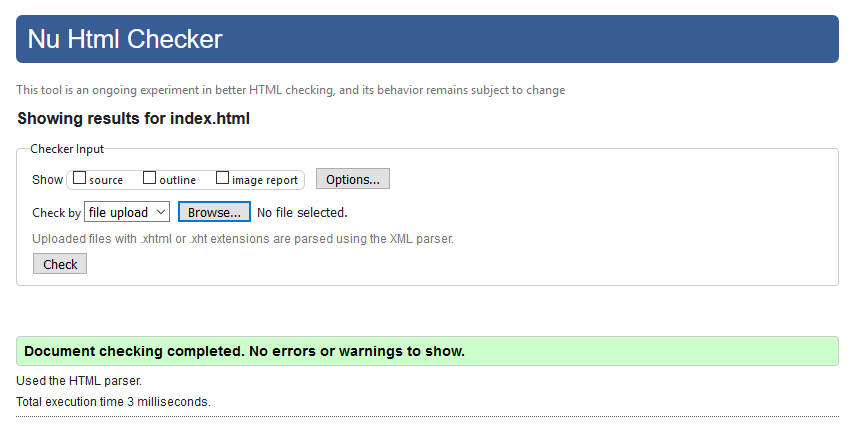 Nu Html Checker
This tool is an ongoing experiment in better HTML checking, and its behavior remains subject to change
Showing results for index.html
Checker Input
Show source outline image report Options...
Check by file upload Browse... No file selected.
Uploaded files with .xhtml or .xht extensions are parsed using the XML parser.
Check
Document checking completed. No errors or warnings to show.
Used the HTML parser.
Total execution time 3 milliseconds.